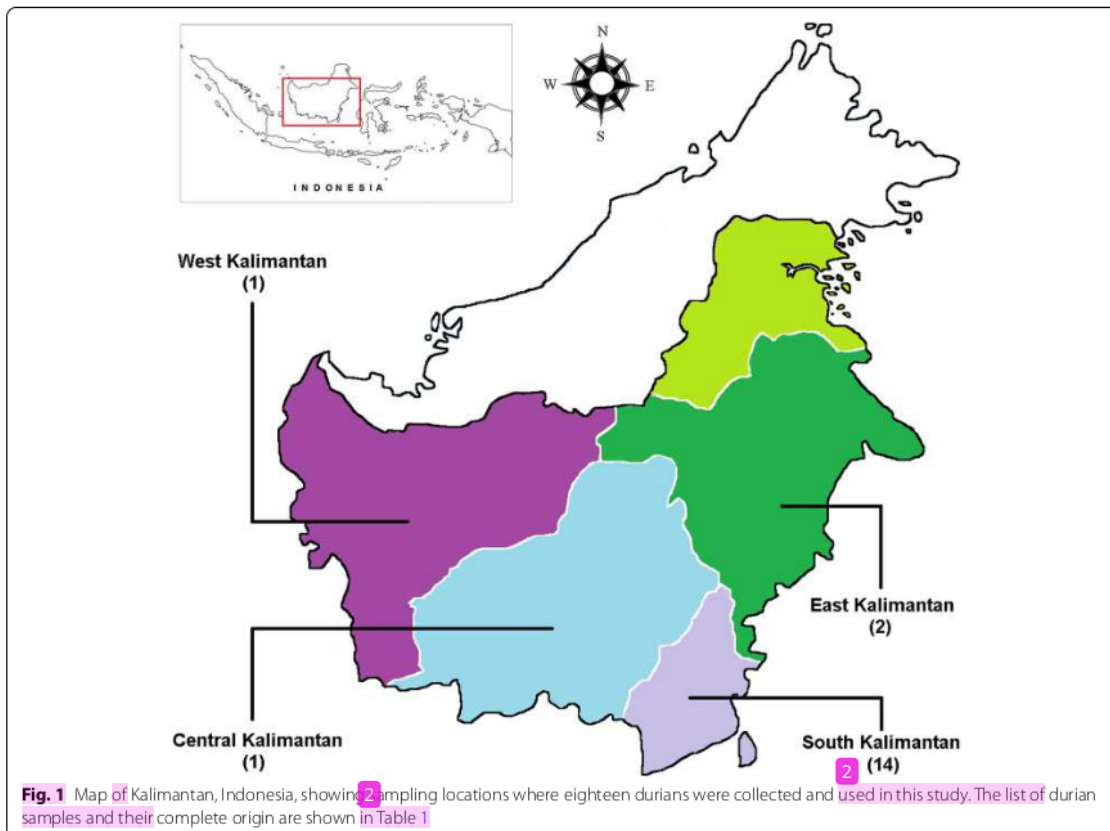 N
W E
S
INDONESIA
West Kalimantan
(1)
East Kalimantan
(2)
Central Kalimantan
(1)
South Kalimantan
(14)
2
Fig. 1 Map of Kalimantan, Indonesia, showing 2ampling locations where eighteen durians were collected and used in this study. The list of durian
samples and their complete origin are shown in Table 1